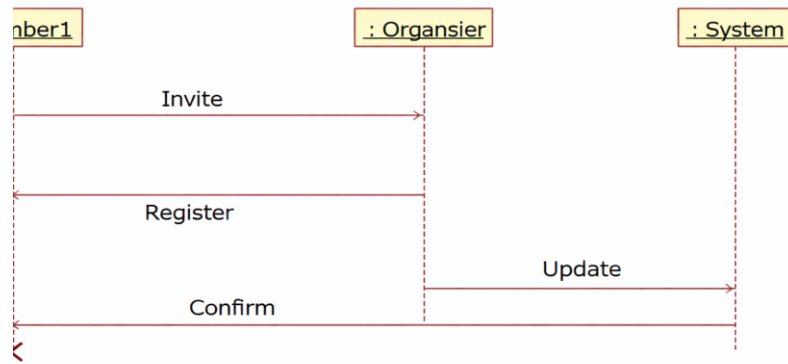 mber1
: Organsier
: System
Invite
Register
Update
Confirm